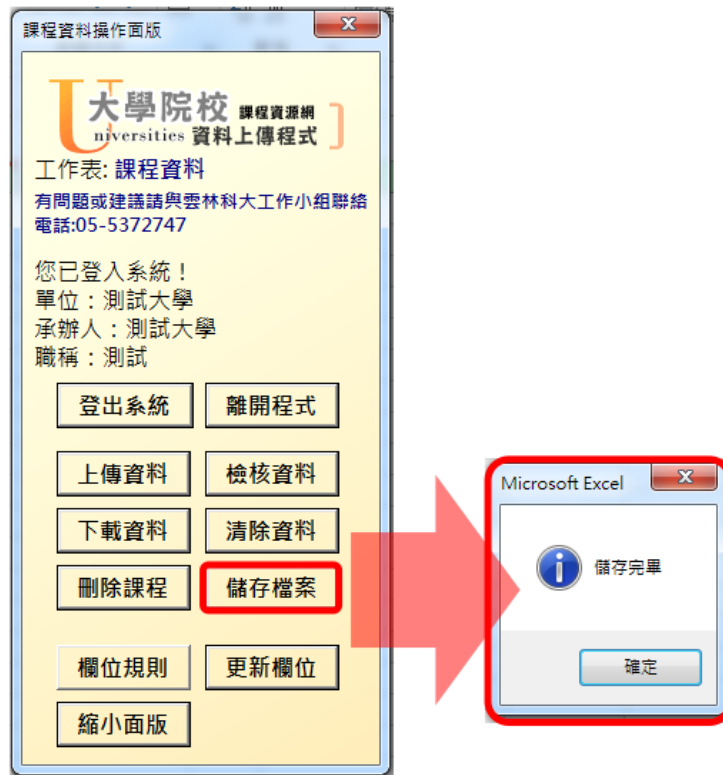 課程資料操作面版
大學院校 課程資源網
Universities 資料上傳程式
工作表: 課程資料
有問題或建議請與雲林科大工作小組聯絡
電話:05-5372747
您已登入系統！
單位：測試大學
承辦人：測試大學
職稱：測試
登出系統 離開程式
上傳資料 檢核資料
下載資料 清除資料
刪除課程 儲存檔案
欄位規則 更新欄位
縮小面版
Microsoft Excel
儲存完畢
確定